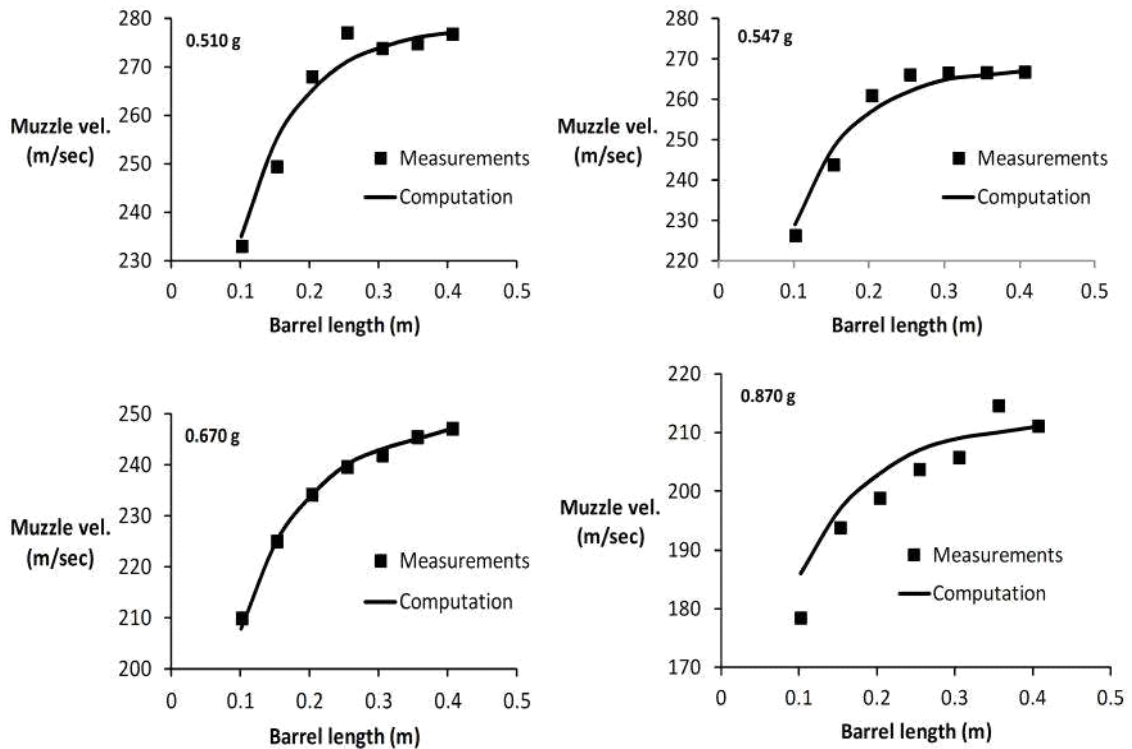 280
0.510 g
270
260
250
240
230
Muzzle vel.
(m/sec)
Measurements
Computation
0 0.1 0.2 0.3 0.4 0.5
Barrel length (m)
280
0.547 g
270
260
250
240
230
220
Muzzle vel.
(m/sec)
Measurements
Computation
0 0.1 0.2 0.3 0.4 0.5
Barrel length (m)
250
0.670 g
240
230
220
210
200
Muzzle vel.
(m/sec)
Measurements
Computation
0 0.1 0.2 0.3 0.4 0.5
Barrel length (m)
220
0.870 g
210
200
190
180
170
Muzzle vel.
(m/sec)
Measurements
Computation
0 0.1 0.2 0.3 0.4 0.5
Barrel length (m)